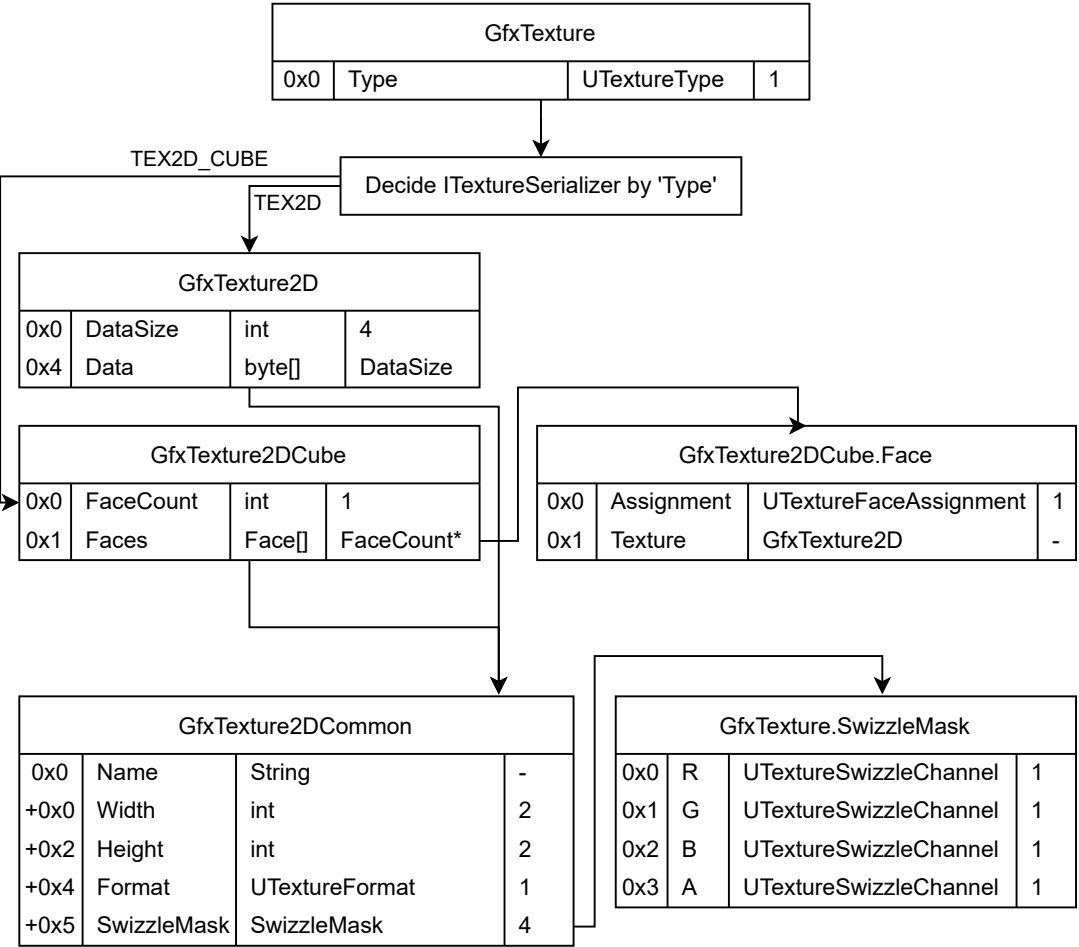 GfxTexture
0x0 Type UTextureType 1
TEX2D_CUBE
Decide ITextureSerializer by 'Type'
TEX2D
GfxTexture2D
0x0 DataSize int 4
0x4 Data byte[] DataSize
GfxTexture2DCube
0x0 FaceCount int 1
0x1 Faces Face[] FaceCount*
GfxTexture2DCube.Face
0x0 Assignment UTextureFaceAssignment 1
0x1 Texture GfxTexture2D -
GfxTexture2DCommon
0x0 Name String -
+0x0 Width int 2
+0x2 Height int 2
+0x4 Format UTextureFormat 1
+0x5 SwizzleMask SwizzleMask 4
GfxTexture.SwizzleMask
0x0 R UTextureSwizzleChannel 1
0x1 G UTextureSwizzleChannel 1
0x2 B UTextureSwizzleChannel 1
0x3 A UTextureSwizzleChannel 1